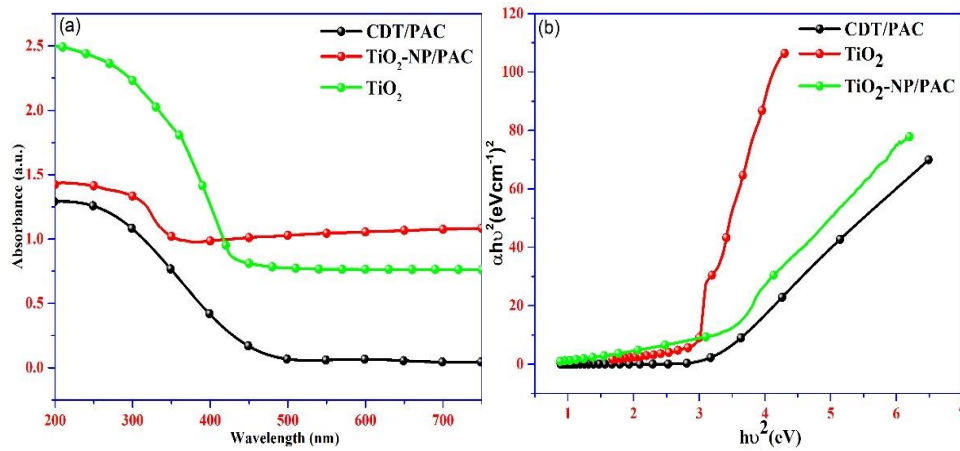 (a)
CDT/PAC
TiO₂-NP/PAC
TiO₂
2.5
2.0
1.5
1.0
0.5
0.0
Absorbance (a.u.)
200 300 400 500 600 700
Wavelength (nm)
(b)
CDT/PAC
TiO₂
TiO₂-NP/PAC
120
100
80
60
40
20
0
αhυ²(eVcm⁻¹)²
1 2 3 4 5 6 7
hυ²(eV)